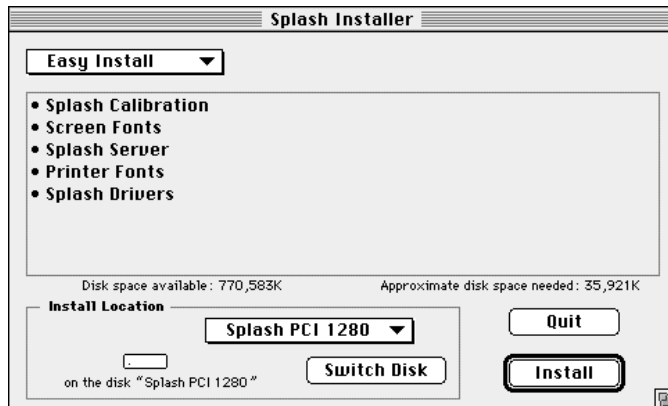 Splash Installer
Easy Install
• Splash Calibration
• Screen Fonts
• Splash Server
• Printer Fonts
• Splash Drivers
Disk space available: 770,583K Approximate disk space needed: 35,921K
Install Location
Splash PCI 1280
Quit
on the disk “Splash PCI 1280”
Switch Disk
Install